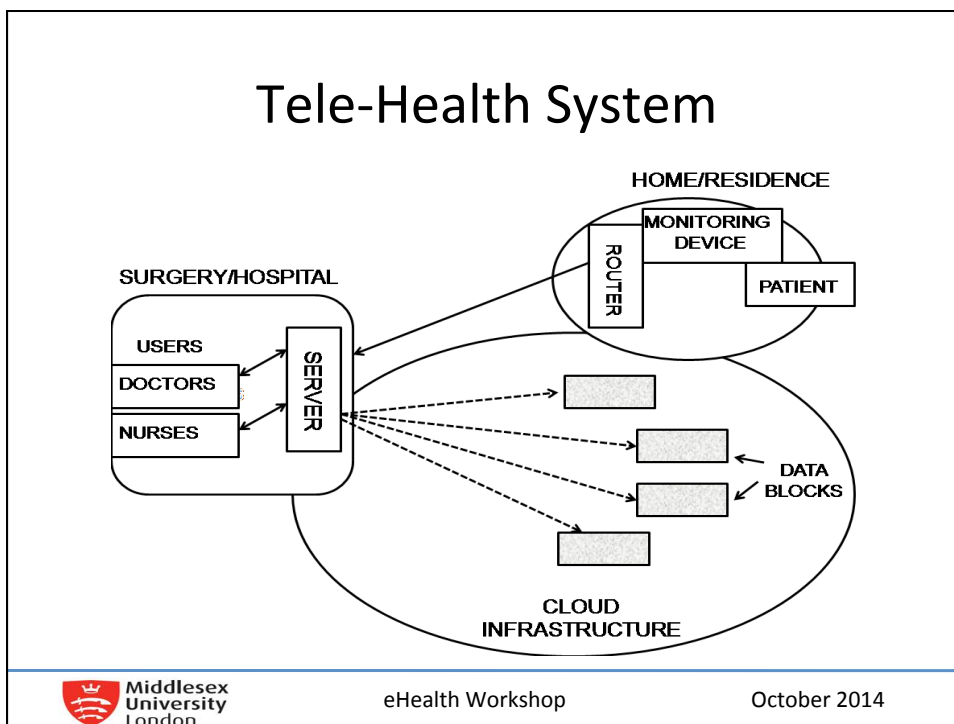 Tele-Health System
HOME/RESIDENCE
MONITORING
DEVICE
ROUTER
PATIENT
SURGERY/HOSPITAL
USERS
DOCTORS
NURSES
SERVER
DATA
BLOCKS
CLOUD
INFRASTRUCTURE
Middlesex
University
London
eHealth Workshop
October 2014